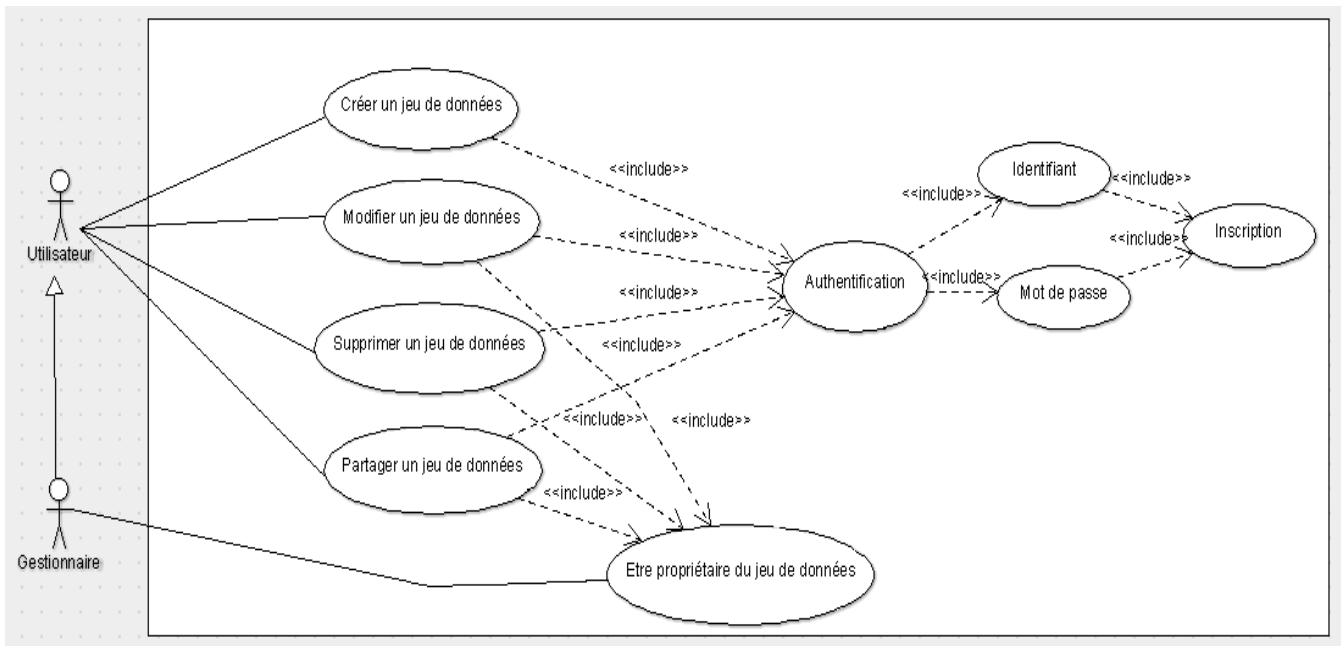 Créer un jeu de données
<<include>>
Identifiant
<<include>>
<<include>>
Modifier un jeu de données
<<include>>
Inscription
<<include>>
Utilisateur
Authentification
<<include>>
Mot de passe
<<include>>
Supprimer un jeu de données
<<include>>
<<include>>
<<include>>
Partager un jeu de données
<<include>>
Gestionnaire
Etre propriétaire du jeu de données